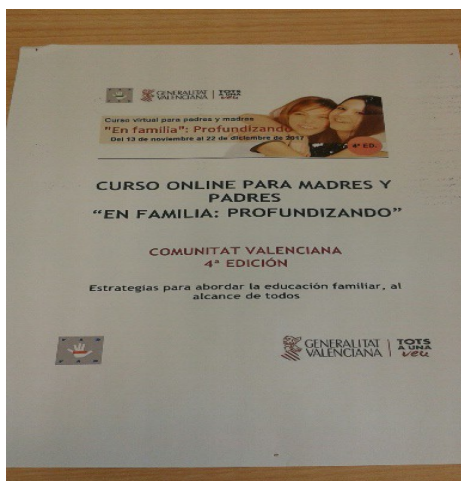 GENERALITAT
VALENCIANA
TOTS
A UNA
veu
Curso virtual para padres y madres
"En familia": Profundizando
Del 13 de noviembre al 22 de diciembre de 2017
4ª ED.
CURSO ONLINE PARA MADRES Y
PADRES
“EN FAMILIA: PROFUNDIZANDO”
COMUNITAT VALENCIANA
4ª EDICIÓN
Estrategias para abordar la educación familiar, al
alcance de todos
GENERALITAT
VALENCIANA
TOTS
A UNA
veu